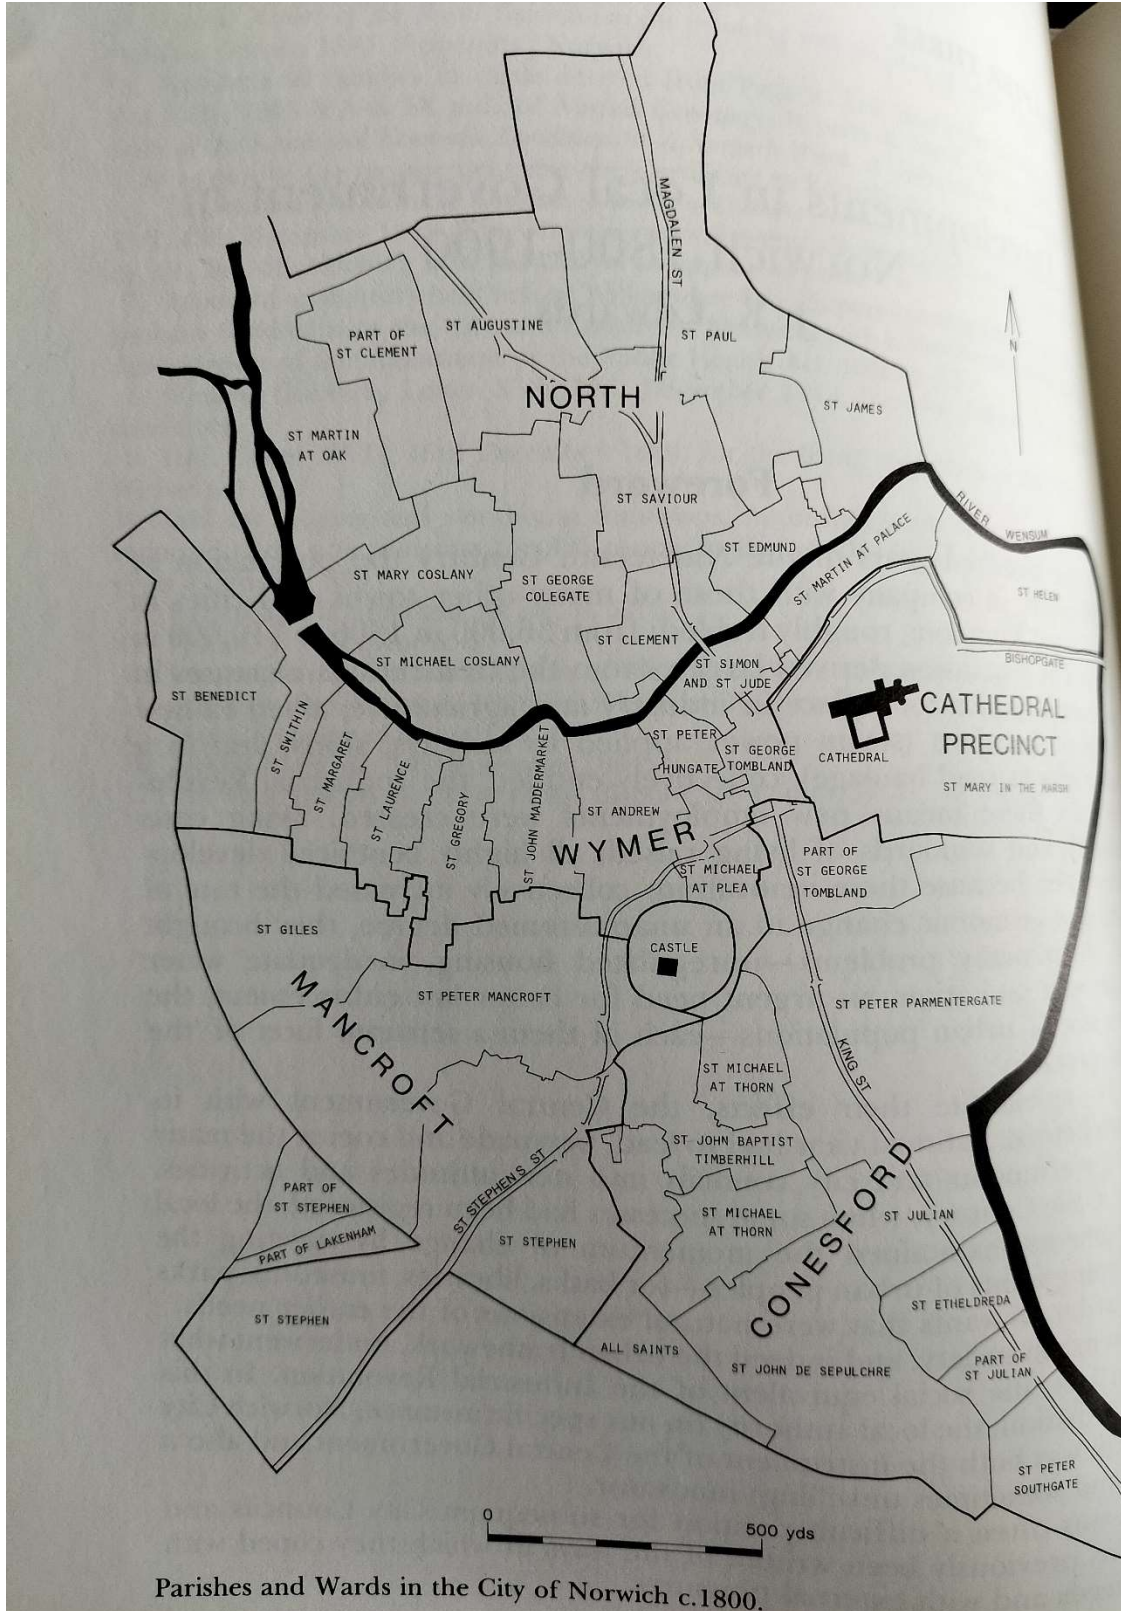 MAGDALEN ST
ST AUGUSTINE
PART OF
ST CLEMENT
ST PAUL
N
NORTH
ST JAMES
ST MARTIN
AT OAK
ST SAVIOUR
RIVER
WENSUM
ST EDMUND
ST MARTIN AT PALACE
ST MARY COSLANY
ST GEORGE
COLEGATE
ST HELEN
ST CLEMENT
ST MICHAEL COSLANY
ST SIMON
AND ST JUDE
BISHOPGATE
ST BENEDICT
ST SWITHIN
CATHEDRAL
PRECINCT
ST PETER
HUNGATE
ST GEORGE
TOMBLAND
CATHEDRAL
ST MARGARET
ST LAURENCE
ST GREGORY
ST JOHN MADDERMARKET
ST MARY IN THE MARSH
ST ANDREW
WYMER
PART OF
ST GEORGE
TOMBLAND
ST MICHAEL
AT PLEA
ST GILES
CASTLE
MANCROFT
ST PETER MANCROFT
ST PETER PARMENTERGATE
KING ST
ST MICHAEL
AT THORN
ST JOHN BAPTIST
TIMBERHILL
ST STEPHENS ST
PART OF
ST STEPHEN
PART OF LAKENHAM
ST MICHAEL
AT THORN
ST JULIAN
ST STEPHEN
CONESFORD
ST ETHELDREDA
ST STEPHEN
ALL SAINTS
ST JOHN DE SEPULCHRE
PART OF
ST JULIAN
ST PETER
SOUTHGATE
0
500 yds
Parishes and Wards in the City of Norwich c.1800.